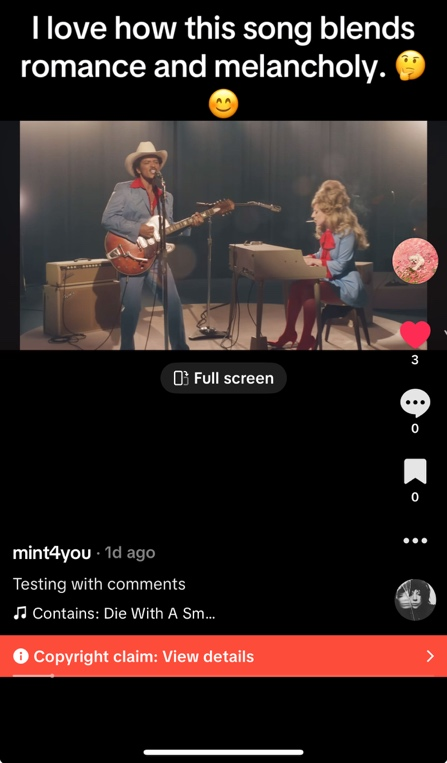 I love how this song blends
romance and melancholy. 🤔
😊
Full screen
3
0
0
mint4you · 1d ago
Testing with comments
Contains: Die With A Sm...
Copyright claim: View details